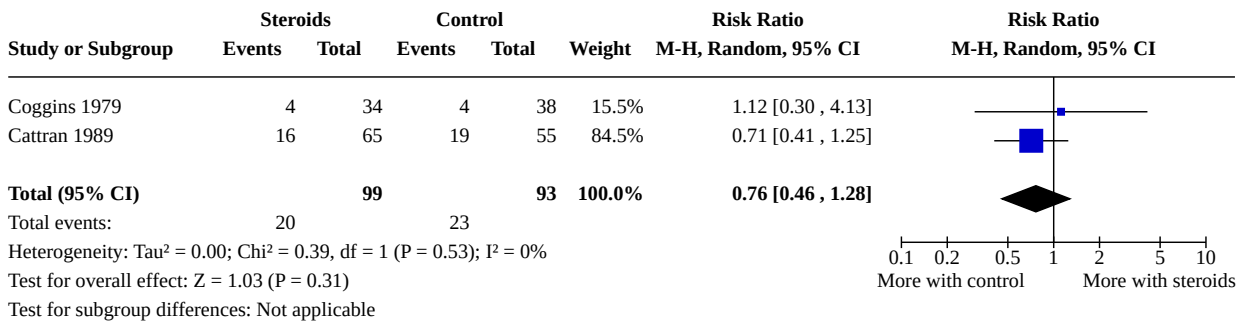 Steroids Control Risk Ratio Risk Ratio
Study or Subgroup Events Total Events Total Weight M-H, Random, 95% CI M-H, Random, 95% CI
Coggins 1979 4 34 4 38 15.5% 1.12 [0.30 , 4.13]
Cattran 1989 16 65 19 55 84.5% 0.71 [0.41 , 1.25]
Total (95% CI) 99 93 100.0% 0.76 [0.46 , 1.28]
Total events: 20 23
Heterogeneity: Tau² = 0.00; Chi² = 0.39, df = 1 (P = 0.53); I² = 0%
0.1 0.2 0.5 1 2 5 10
Test for overall effect: Z = 1.03 (P = 0.31)
More with control More with steroids
Test for subgroup differences: Not applicable